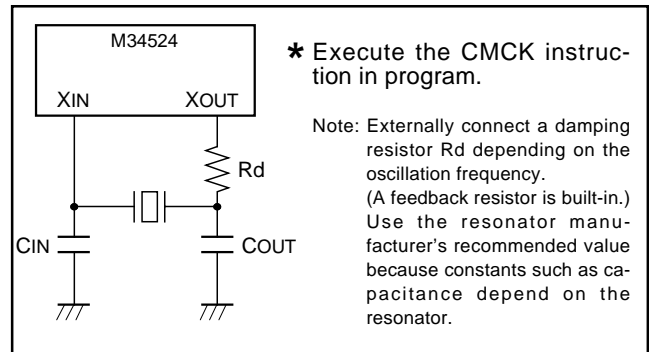 M34524
XIN
XOUT
Rd
CIN
COUT
* Execute the CMCK instruc-
tion in program.
Note: Externally connect a damping
resistor Rd depending on the
oscillation frequency.
(A feedback resistor is built-in.)
Use the resonator manu-
facturer's recommended value
because constants such as ca-
pacitance depend on the
resonator.